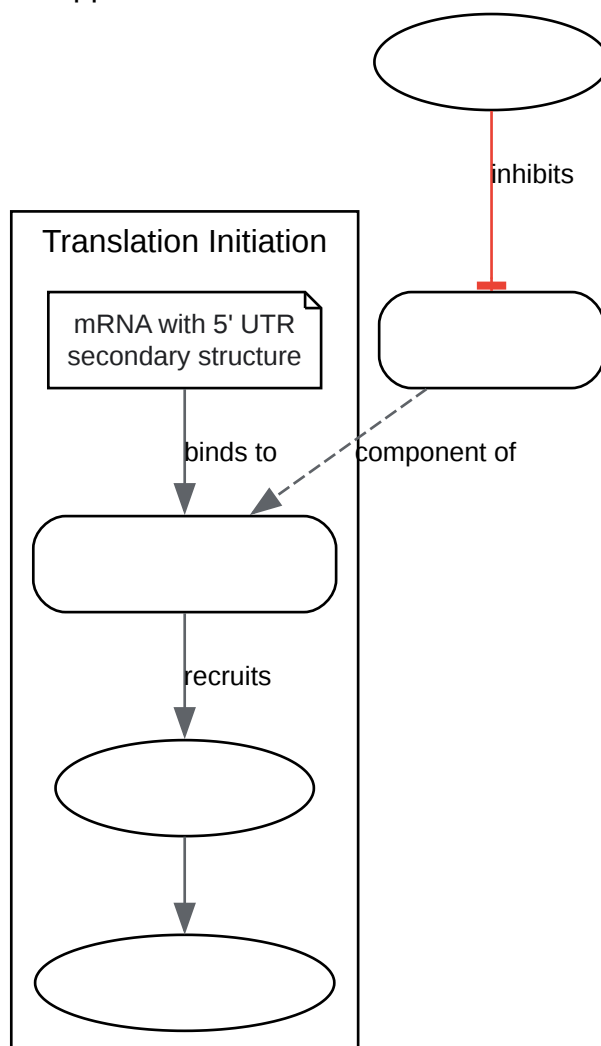 inhibits
Translation Initiation
mRNA with 5' UTR
secondary structure
binds to
component of
recruits